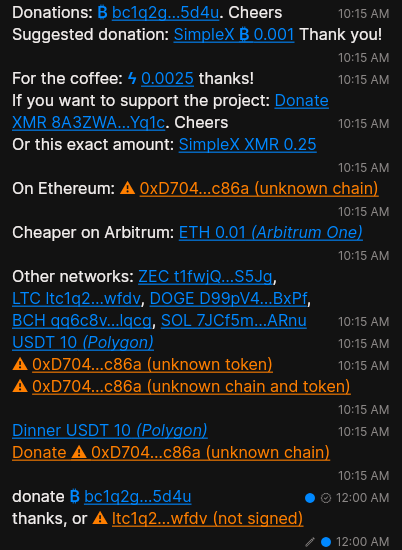 Donations: ₿ bc1q2g...5d4u. Cheers 10:15 AM
Suggested donation: SimpleX ₿ 0.001 Thank you!
10:15 AM
For the coffee: ϟ 0.0025 thanks! 10:15 AM
If you want to support the project: Donate
XMR 8A3ZWA...Yq1c. Cheers 10:15 AM
Or this exact amount: SimpleX XMR 0.25
10:15 AM
On Ethereum: ⚠ 0xD704...c86a (unknown chain)
10:15 AM
Cheaper on Arbitrum: ETH 0.01 (Arbitrum One)
10:15 AM
Other networks: ZEC t1fwjQ...S5Jg,
LTC ltc1q2...wfdv, DOGE D99pV4...BxPf,
BCH qq6c8v...lqcg, SOL 7JCf5m...ARnu 10:15 AM
USDT 10 (Polygon) 10:15 AM
⚠ 0xD704...c86a (unknown token) 10:15 AM
⚠ 0xD704...c86a (unknown chain and token)
10:15 AM
Dinner USDT 10 (Polygon) 10:15 AM
Donate ⚠ 0xD704...c86a (unknown chain)
10:15 AM
donate ₿ bc1q2g...5d4u 12:00 AM
thanks, or ⚠ ltc1q2...wfdv (not signed)
12:00 AM